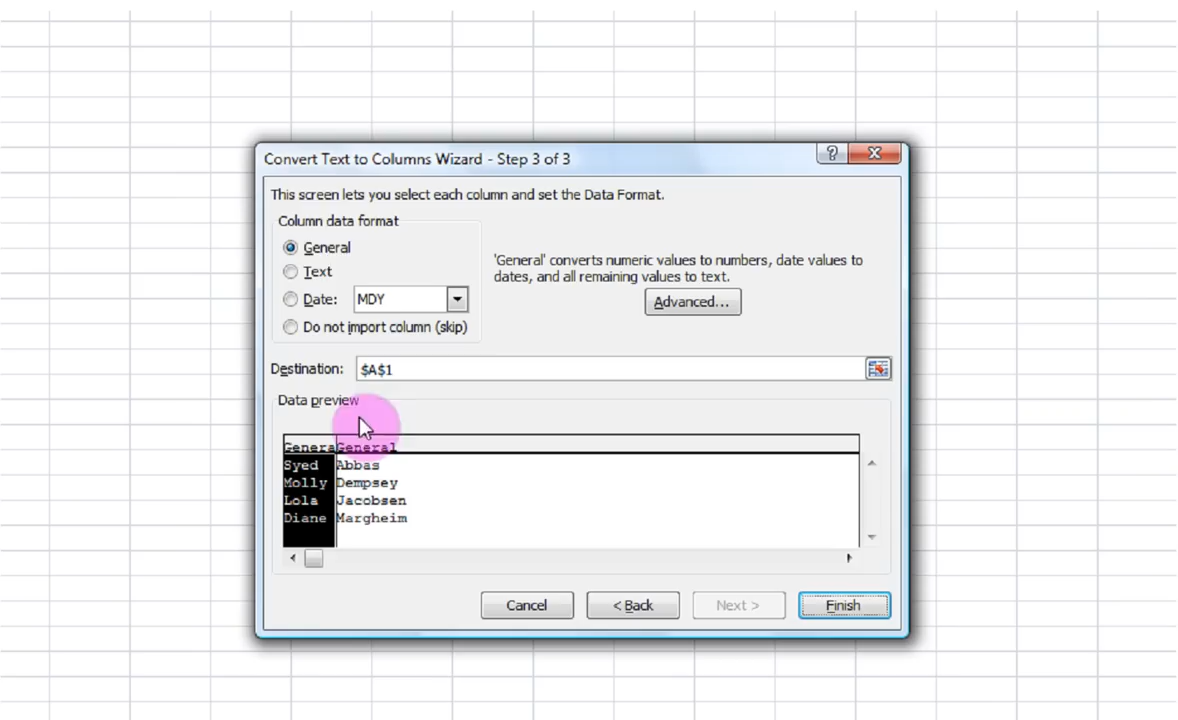 Convert Text to Columns Wizard - Step 3 of 3
?
This screen lets you select each column and set the Data Format.
Column data format
General
Text
Date: MDY
Do not import column (skip)
'General' converts numeric values to numbers, date values to
dates, and all remaining values to text.
Advanced...
Destination: $A$1
Data preview
GeneraGeneral
Syed Abbas
Molly Dempsey
Lola Jacobsen
Diane Margheim
Cancel < Back Next > Finish